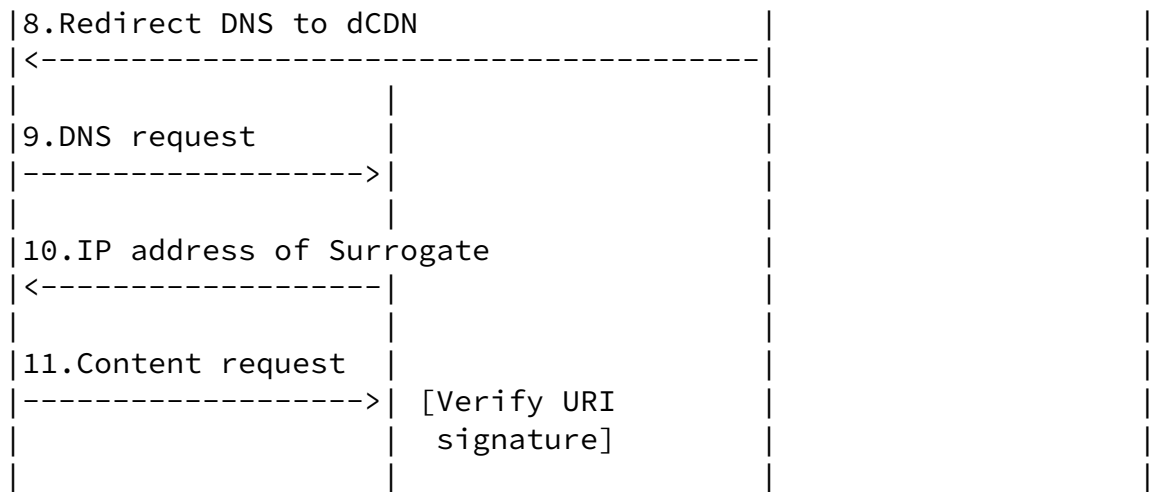 |8.Redirect DNS to dCDN                   |                    |
|<----------------------------------------|                    |
|                    |                    |                    |
|9.DNS request       |                    |                    |
|------------------->|                    |                    |
|                    |                    |                    |
|10.IP address of Surrogate               |                    |
|<-------------------|                    |                    |
|                    |                    |                    |
|11.Content request  |                    |                    |
|------------------->| [Verify URI        |                    |
|                    |  signature]        |                    |
|                    |                    |                    |